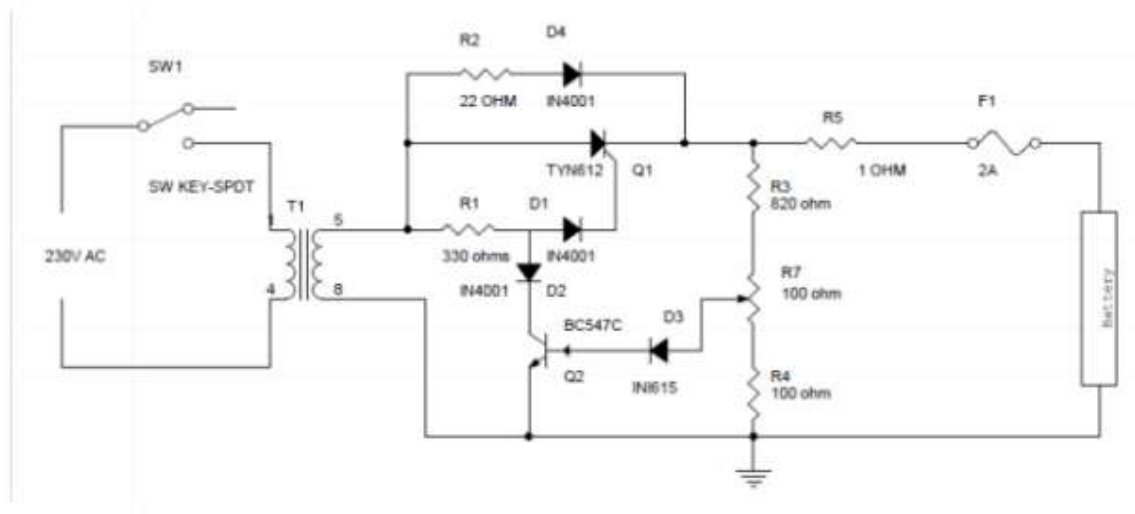 R2
D4
SW1
22 OHM
IN4001
F1
R5
TYN612
Q1
1 OHM
2A
SW KEY-SPDT
R3
820 ohm
T1
R1
D1
1
5
230V AC
330 ohms
IN4001
R7
100 ohm
IN4001
D2
4
8
BC547C
D3
Battery
Q2
INI615
R4
100 ohm